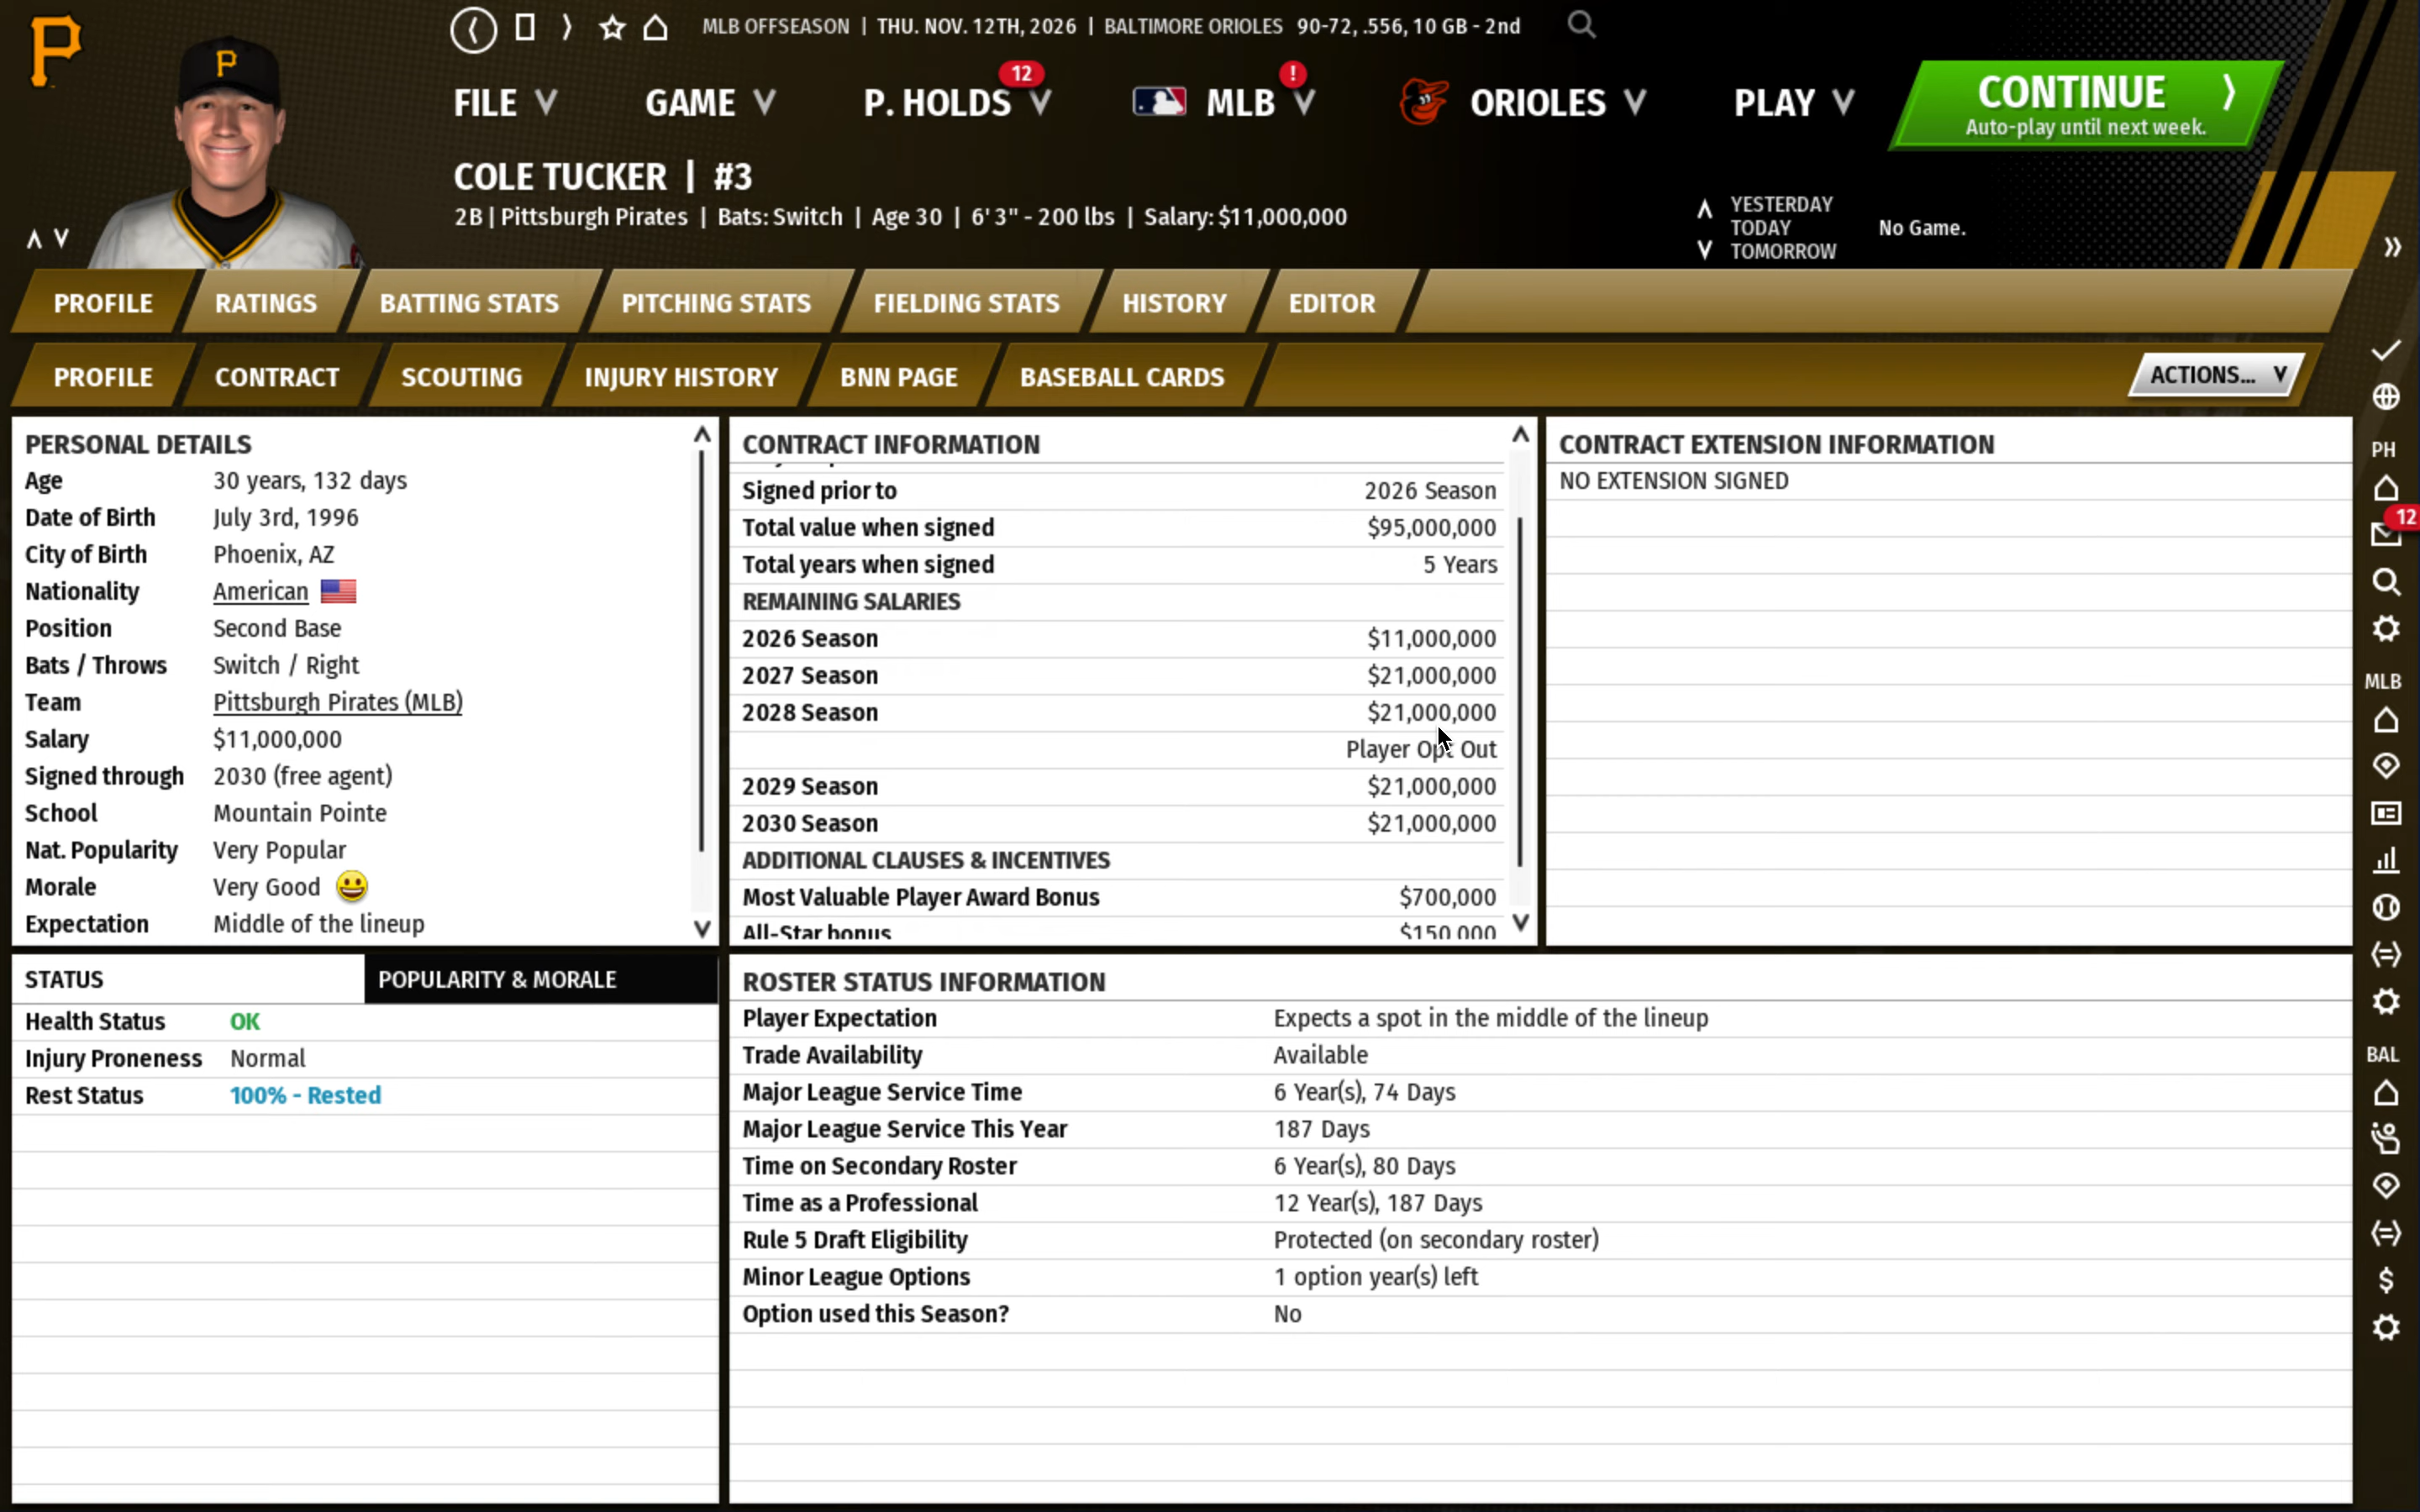 MLB OFFSEASON | THU. NOV. 12TH, 2026 | BALTIMORE ORIOLES 90-72, .556, 10 GB - 2nd
FILE
GAME
P. HOLDS
12
MLB
!
ORIOLES
PLAY
CONTINUE
Auto-play until next week.
P
P
COLE TUCKER | #3
2B | Pittsburgh Pirates | Bats: Switch | Age 30 | 6' 3" - 200 lbs | Salary: $11,000,000
YESTERDAY
TODAY
TOMORROW
No Game.
PROFILE RATINGS BATTING STATS PITCHING STATS FIELDING STATS HISTORY EDITOR
PROFILE CONTRACT SCOUTING INJURY HISTORY BNN PAGE BASEBALL CARDS
ACTIONS...
PERSONAL DETAILS
Age 30 years, 132 days
Date of Birth July 3rd, 1996
City of Birth Phoenix, AZ
Nationality American
Position Second Base
Bats / Throws Switch / Right
Team Pittsburgh Pirates (MLB)
Salary $11,000,000
Signed through 2030 (free agent)
School Mountain Pointe
Nat. Popularity Very Popular
Morale Very Good
Expectation Middle of the lineup
CONTRACT INFORMATION
Signed prior to 2026 Season
Total value when signed $95,000,000
Total years when signed 5 Years
REMAINING SALARIES
2026 Season $11,000,000
2027 Season $21,000,000
2028 Season $21,000,000
Player Opt Out
2029 Season $21,000,000
2030 Season $21,000,000
ADDITIONAL CLAUSES & INCENTIVES
Most Valuable Player Award Bonus $700,000
All-Star bonus $150,000
CONTRACT EXTENSION INFORMATION
NO EXTENSION SIGNED
STATUS
POPULARITY & MORALE
Health Status OK
Injury Proneness Normal
Rest Status 100% - Rested
ROSTER STATUS INFORMATION
Player Expectation Expects a spot in the middle of the lineup
Trade Availability Available
Major League Service Time 6 Year(s), 74 Days
Major League Service This Year 187 Days
Time on Secondary Roster 6 Year(s), 80 Days
Time as a Professional 12 Year(s), 187 Days
Rule 5 Draft Eligibility Protected (on secondary roster)
Minor League Options 1 option year(s) left
Option used this Season? No
PH
12
MLB
BAL
$